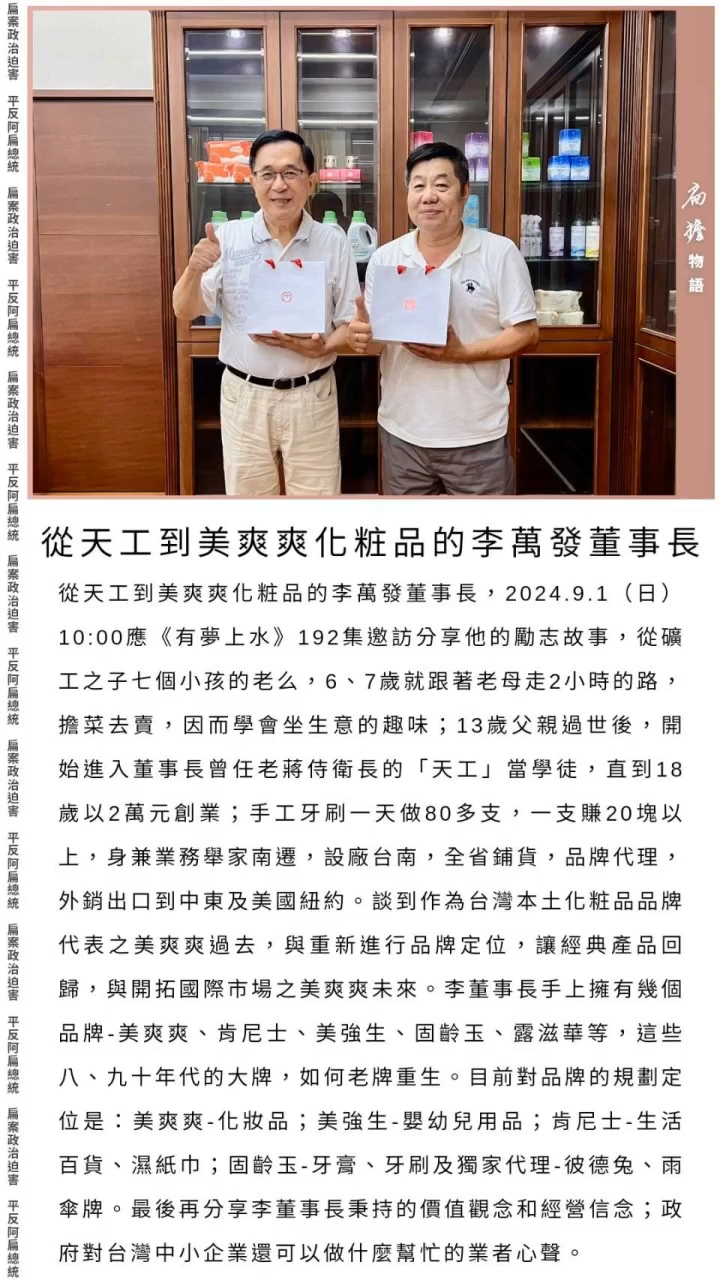 扁案政治迫害 平反阿扁總統 扁案政治迫害 平反阿扁總統 扁案政治迫害 平反阿扁總統 扁案政治迫害 平反阿扁總統 扁案政治迫害 平反阿扁總統 扁案政治迫害 平反阿扁總統 扁案政治迫害 平反阿扁總統
扁擔物語
從天工到美爽爽化粧品的李萬發董事長
從天工到美爽爽化粧品的李萬發董事長，2024.9.1（日）
10:00應《有夢上水》192集邀訪分享他的勵志故事，從礦
工之子七個小孩的老么，6、7歲就跟著老母走2小時的路，
擔菜去賣，因而學會坐生意的趣味；13歲父親過世後，開
始進入董事長曾任老蔣侍衛長的「天工」當學徒，直到18
歲以2萬元創業；手工牙刷一天做80多支，一支賺20塊以
上，身兼業務舉家南遷，設廠台南，全省鋪貨，品牌代理，
外銷出口到中東及美國紐約。談到作為台灣本土化粧品品牌
代表之美爽爽過去，與重新進行品牌定位，讓經典產品回
歸，與開拓國際市場之美爽爽未來。李董事長手上擁有幾個
品牌-美爽爽、肯尼士、美強生、固齡玉、露滋華等，這些
八、九十年代的大牌，如何老牌重生。目前對品牌的規劃定
位是：美爽爽-化妝品；美強生-嬰幼兒用品；肯尼士-生活
百貨、濕紙巾；固齡玉-牙膏、牙刷及獨家代理-彼德兔、雨
傘牌。最後再分享李董事長秉持的價值觀念和經營信念；政
府對台灣中小企業還可以做什麼幫忙的業者心聲。